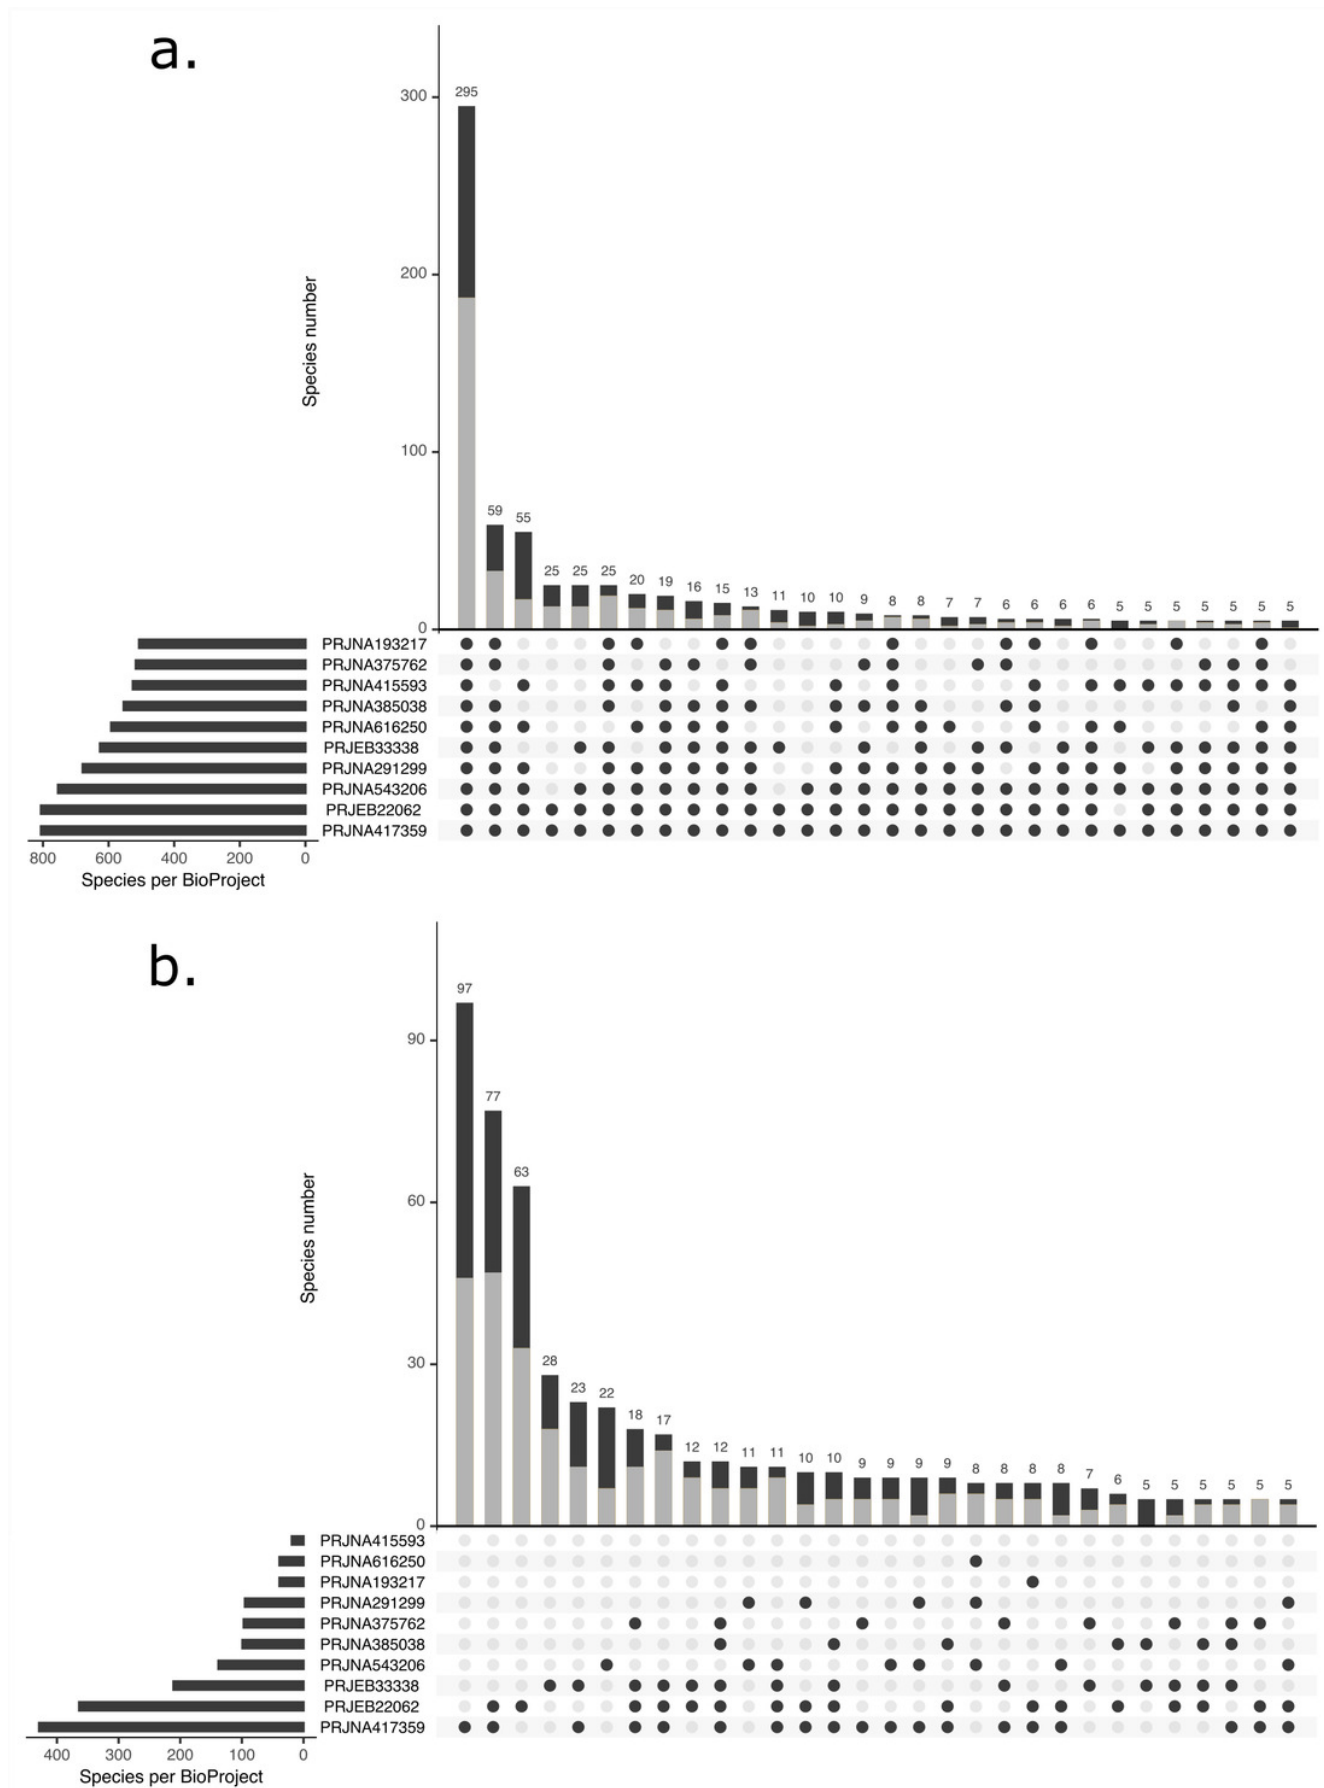 a.
300
200
100
0
Species number
295
59
55
25
25
25
20
19
16
15
13
11
10
10
9
8
8
7
7
6
6
6
6
5
5
5
5
5
5
5
PRJNA193217
PRJNA375762
PRJNA415593
PRJNA385038
PRJNA616250
PRJEB33338
PRJNA291299
PRJNA543206
PRJEB22062
PRJNA417359
800 600 400 200 0
Species per BioProject
b.
90
60
30
0
Species number
97
77
63
28
23
22
18
17
12
12
11
11
10
10
9
9
9
9
8
8
8
8
7
6
5
5
5
5
5
5
PRJNA415593
PRJNA616250
PRJNA193217
PRJNA291299
PRJNA375762
PRJNA385038
PRJNA543206
PRJEB33338
PRJEB22062
PRJNA417359
400 300 200 100 0
Species per BioProject